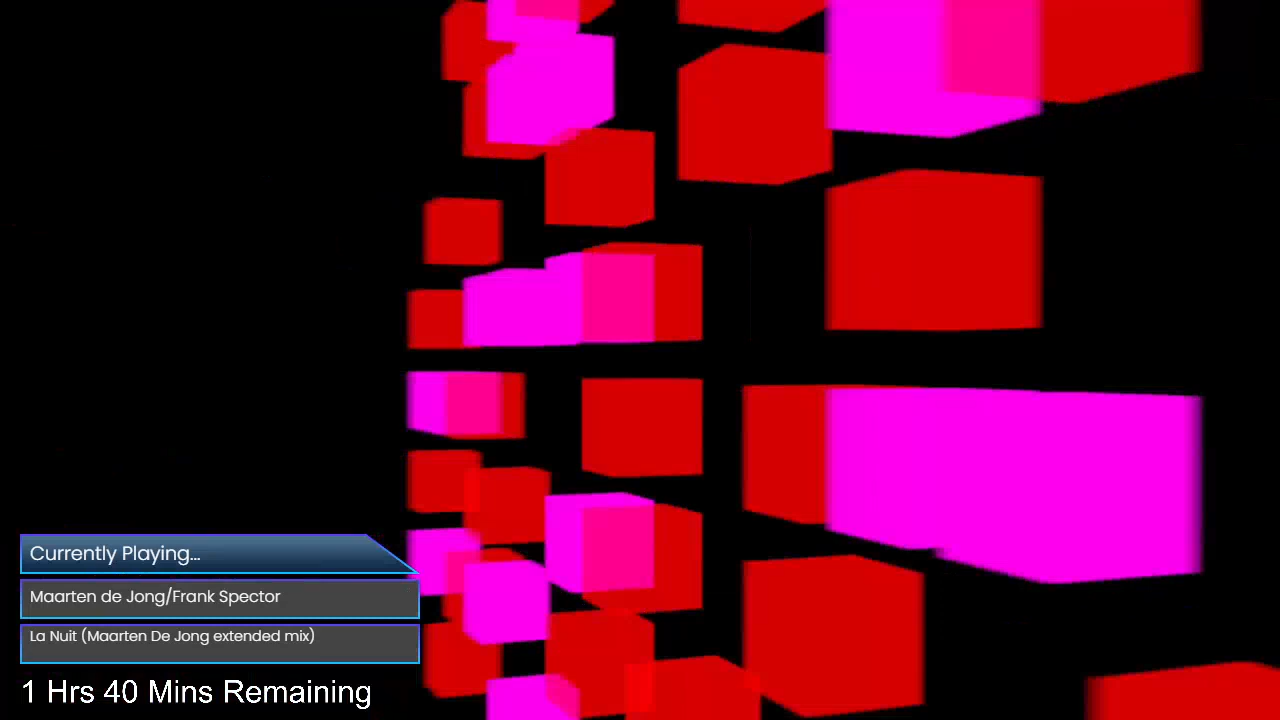 Currently Playing...
Maarten de Jong/Frank Spector
La Nuit (Maarten De Jong extended mix)
1 Hrs 40 Mins Remaining